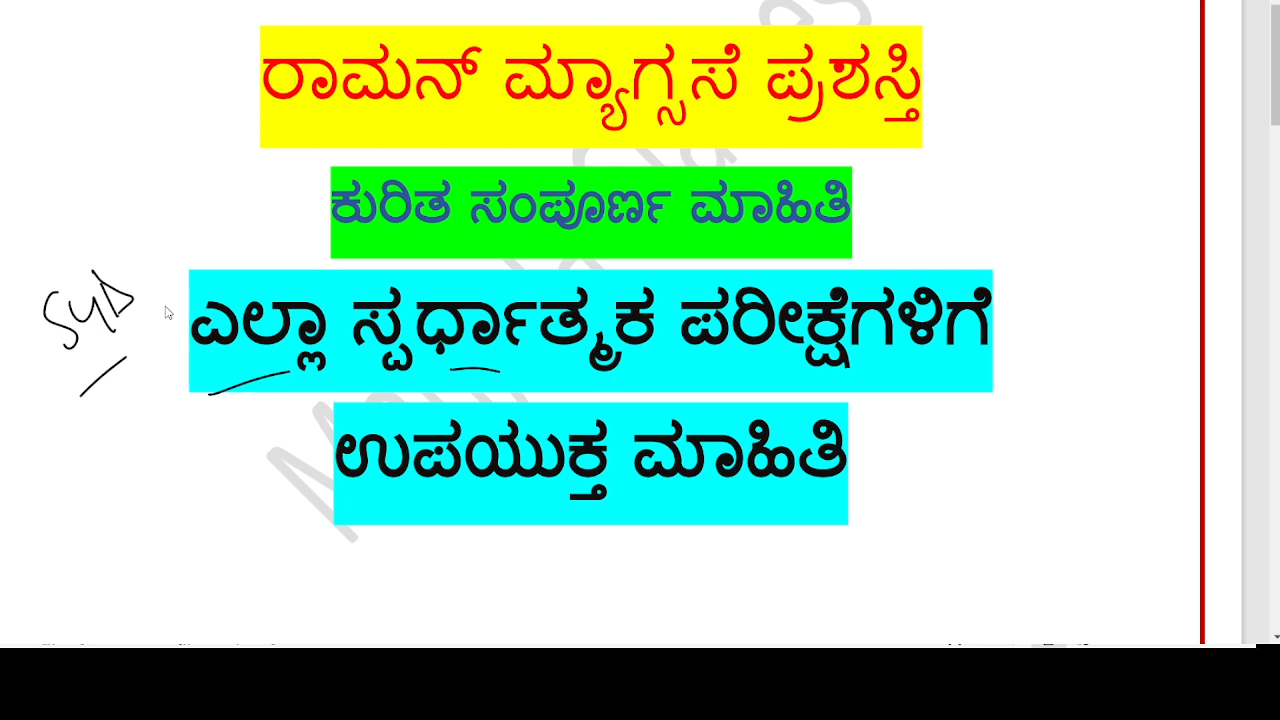 ರಾಮನ್ ಮ್ಯಾಗ್ಸಸೆ ಪ್ರಶಸ್ತಿ
ಕುರಿತ ಸಂಪೂರ್ಣ ಮಾಹಿತಿ
ಎಲ್ಲಾ ಸ್ಪರ್ಧಾತ್ಮಕ ಪರೀಕ್ಷೆಗಳಿಗೆ
ಉಪಯುಕ್ತ ಮಾಹಿತಿ